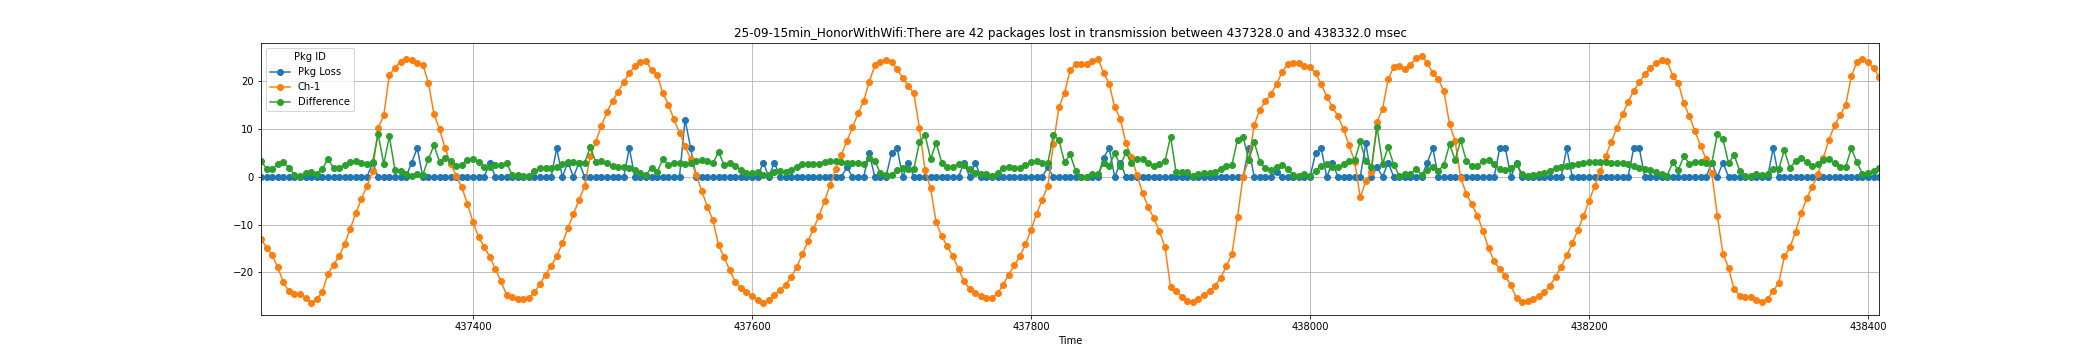 25-09-15min_HonorWithWifi:There are 42 packages lost in transmission between 437328.0 and 438332.0 msec
Pkg ID
Pkg Loss
Ch-1
Difference
20
10
0
−10
−20
437400 437600 437800 438000 438200 438400
Time